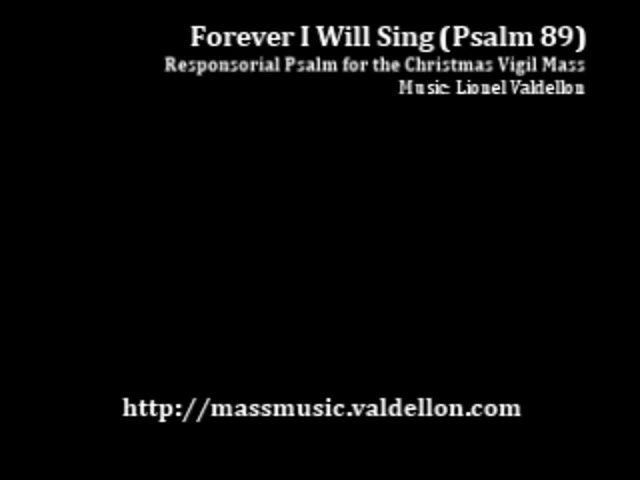 Forever I Will Sing (Psalm 89)
Responsorial Psalm for the Christmas Vigil Mass
Music: Lionel Valdellon
http://massmusic.valdellon.com